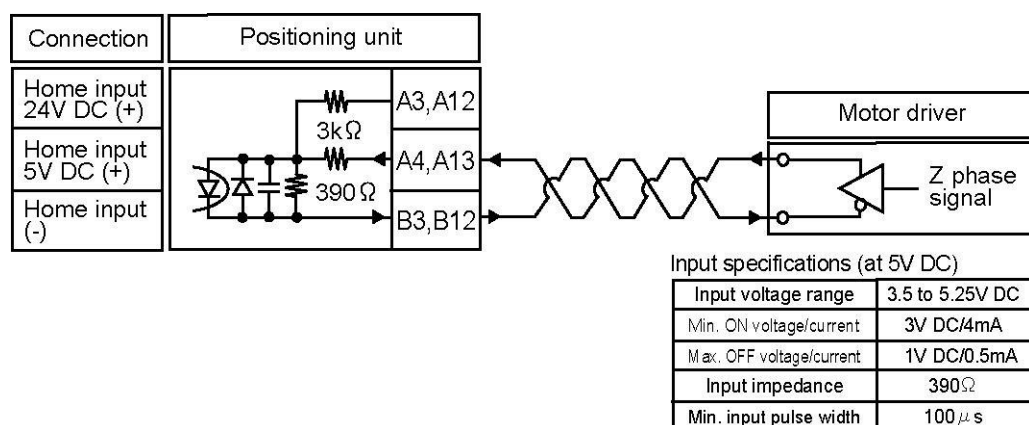 Connection
Positioning unit
Home input
24V DC (+)
A3,A12
3kΩ
Home input
5V DC (+)
A4,A13
390Ω
Home input
(-)
B3,B12
Motor driver
Z phase
signal
Input specifications (at 5V DC)
Input voltage range 3.5 to 5.25V DC
Min. ON voltage/current 3V DC/4mA
Max. OFF voltage/current 1V DC/0.5mA
Input impedance 390Ω
Min. input pulse width 100μs